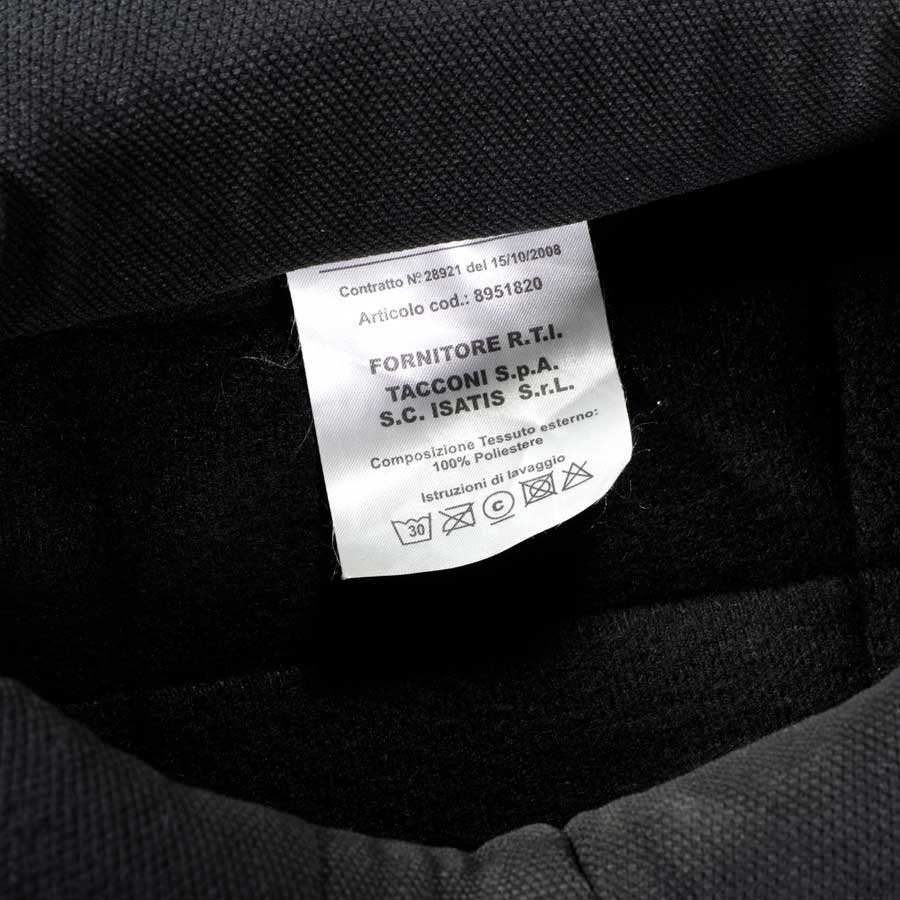 Contratto N° 28921 del 15/10/2008
Articolo cod.: 8951820
FORNITORE R.T.I.
TACCONI S.p.A.
S.C. ISATIS S.r.L.
Composizione Tessuto esterno:
100% Poliestere
Istruzioni di lavaggio
30 C